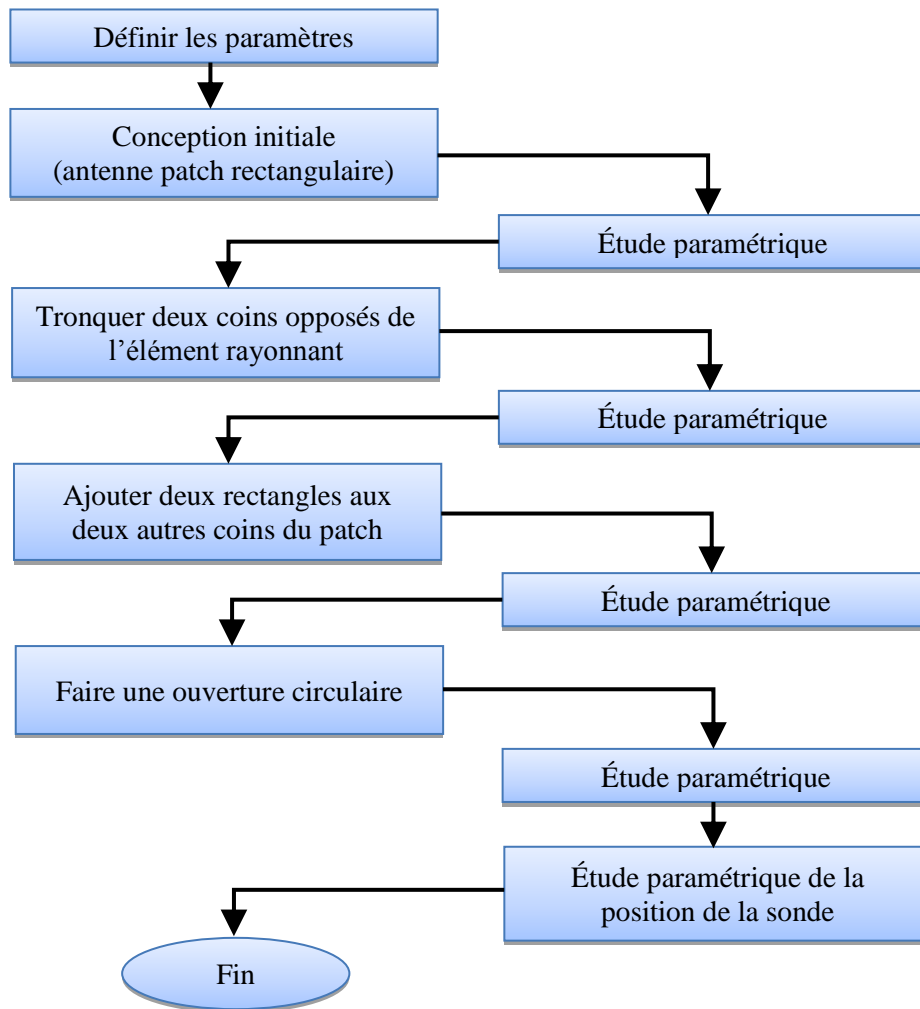 Définir les paramètres
Conception initiale
(antenne patch rectangulaire)
Étude paramétrique
Tronquer deux coins opposés de
l’élément rayonnant
Étude paramétrique
Ajouter deux rectangles aux
deux autres coins du patch
Étude paramétrique
Faire une ouverture circulaire
Étude paramétrique
Étude paramétrique de la
position de la sonde
Fin